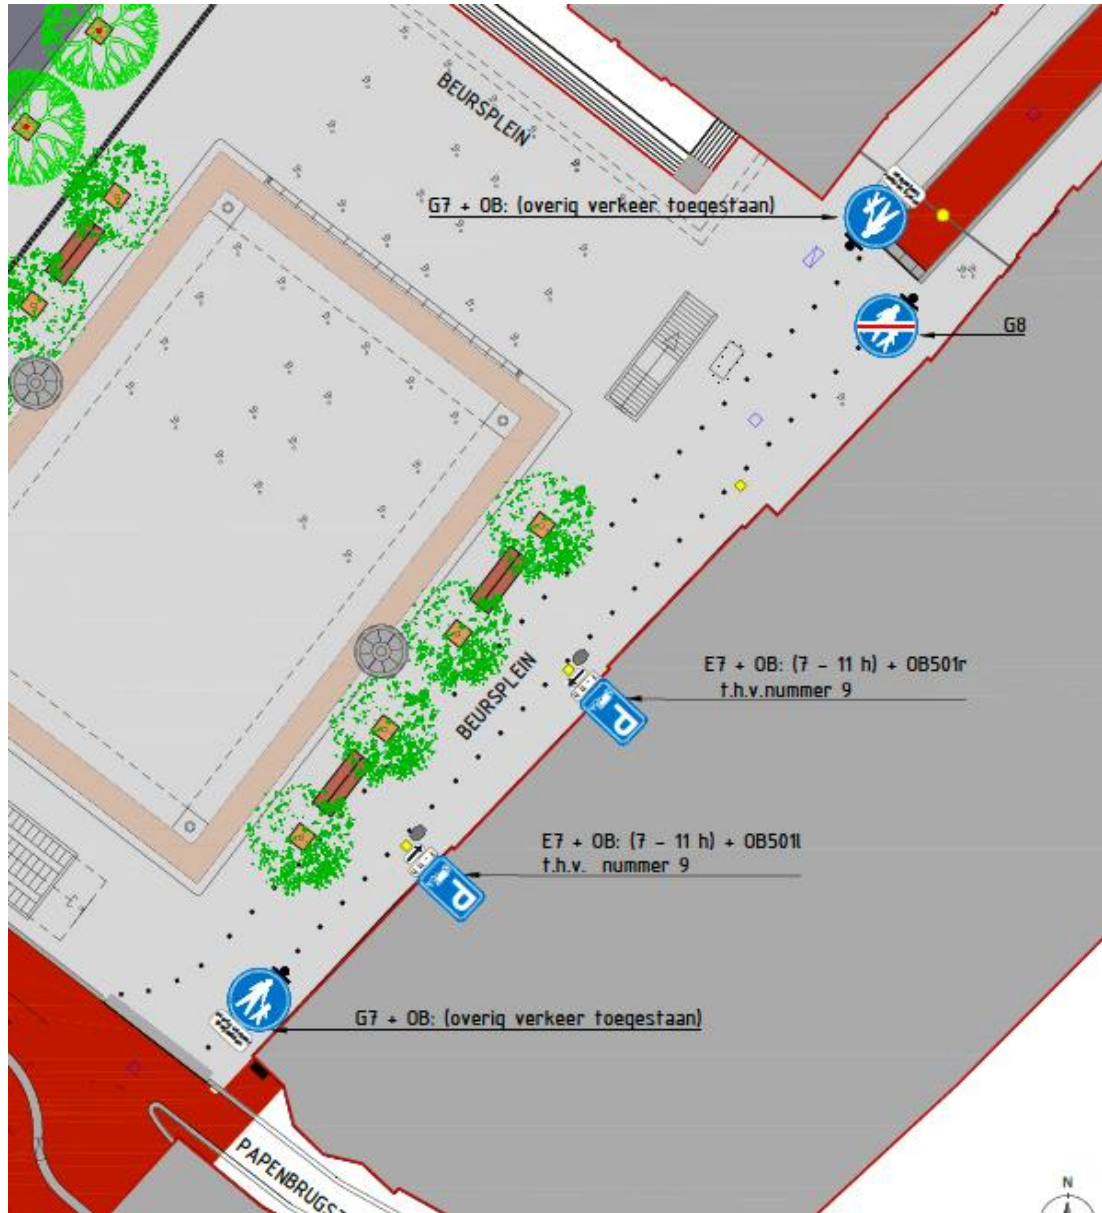 BEURSPLEIN
G7 + OB: (overig verkeer toegestaan)
G8
BEURSPLEIN
E7 + OB: (7 - 11 h) + OB501r
t.h.v.nummer 9
P
E7 + OB: (7 - 11 h) + OB501l
t.h.v. nummer 9
P
G7 + OB: (overig verkeer toegestaan)
N